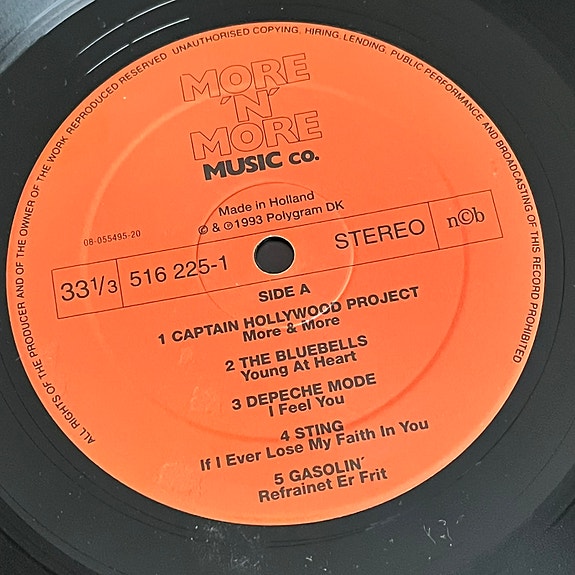 ALL RIGHTS OF THE PRODUCER AND OF THE OWNER OF THE WORK REPRODUCED RESERVED UNAUTHORISED COPYING, HIRING, LENDING, PUBLIC PERFORMANCE AND BROADCASTING OF THIS RECORD PROHIBITED
MORE
'N'
MORE
MUSIC CO.
Made in Holland
© & ℗ 1993 Polygram DK
08-055495-20
33 1/3 516 225-1 STEREO n©b
SIDE A
1 CAPTAIN HOLLYWOOD PROJECT
More & More
2 THE BLUEBELLS
Young At Heart
3 DEPECHE MODE
I Feel You
4 STING
If I Ever Lose My Faith In You
5 GASOLIN'
Refrainet Er Frit